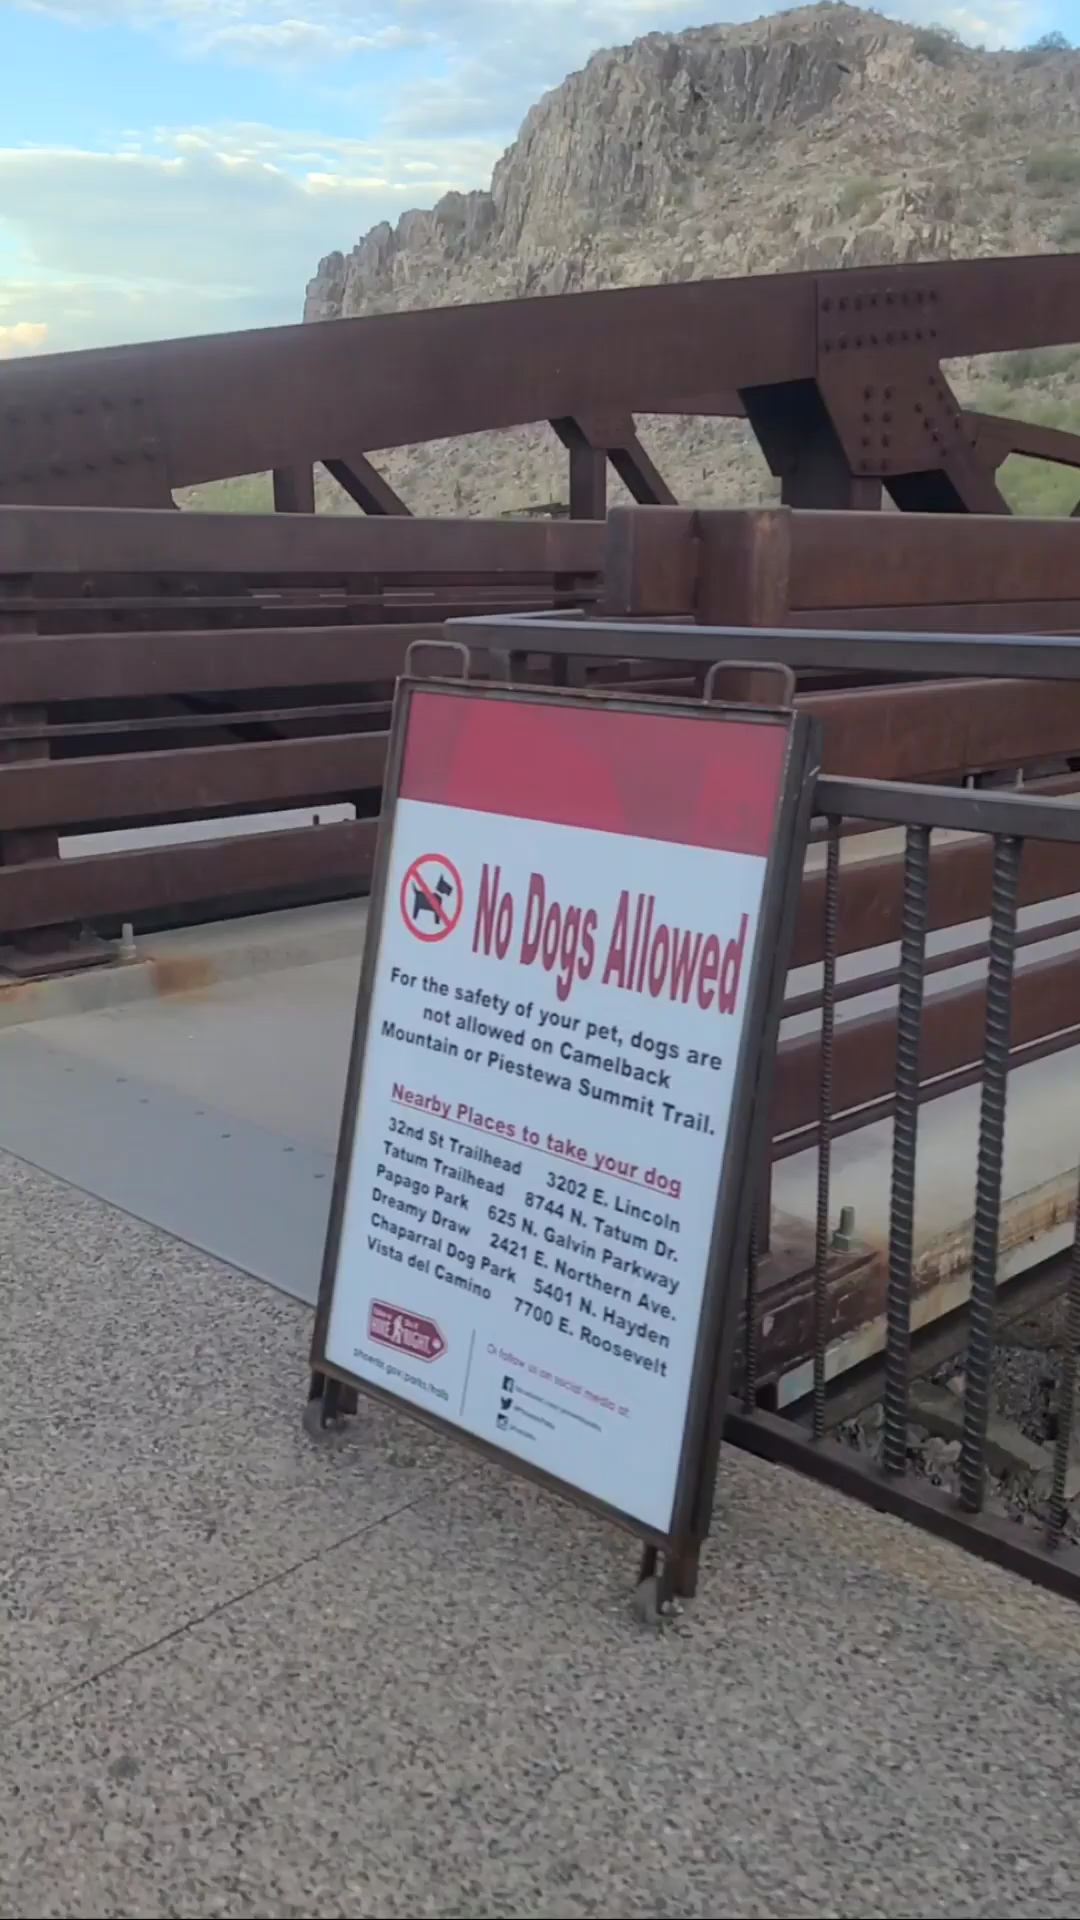 No Dogs Allowed
For the safety of your pet, dogs are
not allowed on Camelback
Mountain or Piestewa Summit Trail.
Nearby Places to take your dog
32nd St Trailhead 3202 E. Lincoln
Tatum Trailhead 8744 N. Tatum Dr.
Papago Park 625 N. Galvin Parkway
Dreamy Draw 2421 E. Northern Ave.
Chaparral Dog Park 5401 N. Hayden
Vista del Camino 7700 E. Roosevelt
HIKE RIGHT
phoenix.gov/parks/trails
Or follow us on social media at: